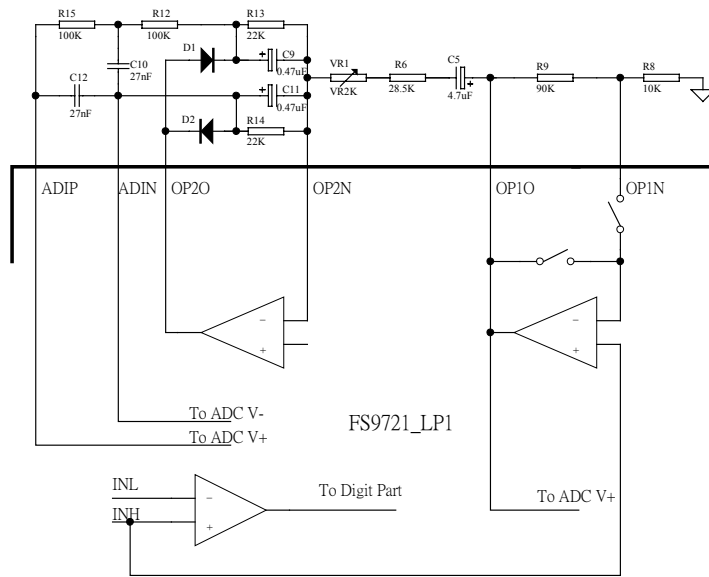 R15
100K
R12
100K
R13
22K
D1
C9
0.47uF
C10
27nF
C12
27nF
C11
0.47uF
D2
R14
22K
VR1
VR2K
R6
28.5K
C5
4.7uF
R9
90K
R8
10K
+
+
+
ADIP
ADIN
OP2O
OP2N
OP1O
OP1N
−
+
−
+
To ADC V-
To ADC V+
FS9721_LP1
INL
INH
−
+
To Digit Part
To ADC V+